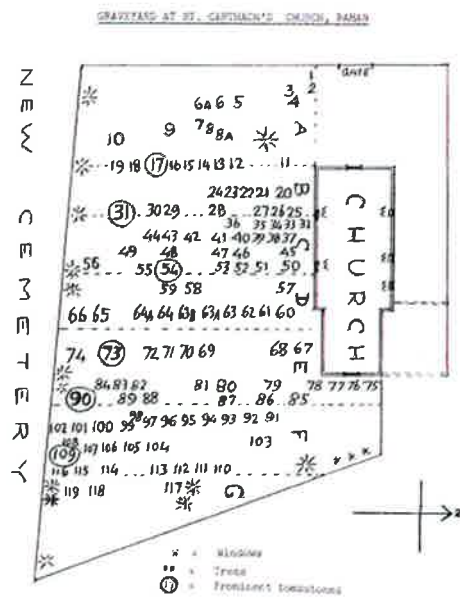 GRAVEYARD AT ST. CARTHACH'S CHURCH, RAHAN
NEW CEMETERY
GATE
CHURCH
1
2
3
4
6A 6 5
A
10 9 7 8 8A
19 18 17 16 15 14 13 12 11
24 23 22 21 20 B
31 30 29 28 27 26 25
36 35 34 33 32
44 43 42 41 40 39 38 37 C
49 48 47 46 45
56 55 54 53 52 51 50
59 58 57
D
66 65 64A 64 63B 63A 63 62 61 60
74 73 72 71 70 69 68 67
E
84 83 82 81 80 79 78 77 76 75
90 89 88 87 86 85
102 101 100 99 98 97 96 95 94 93 92 91
109 108 107 106 105 104 103 F
116 115 114 113 112 111 110
119 118 117 G
x = Windows
= Trees
= Prominent tombstones